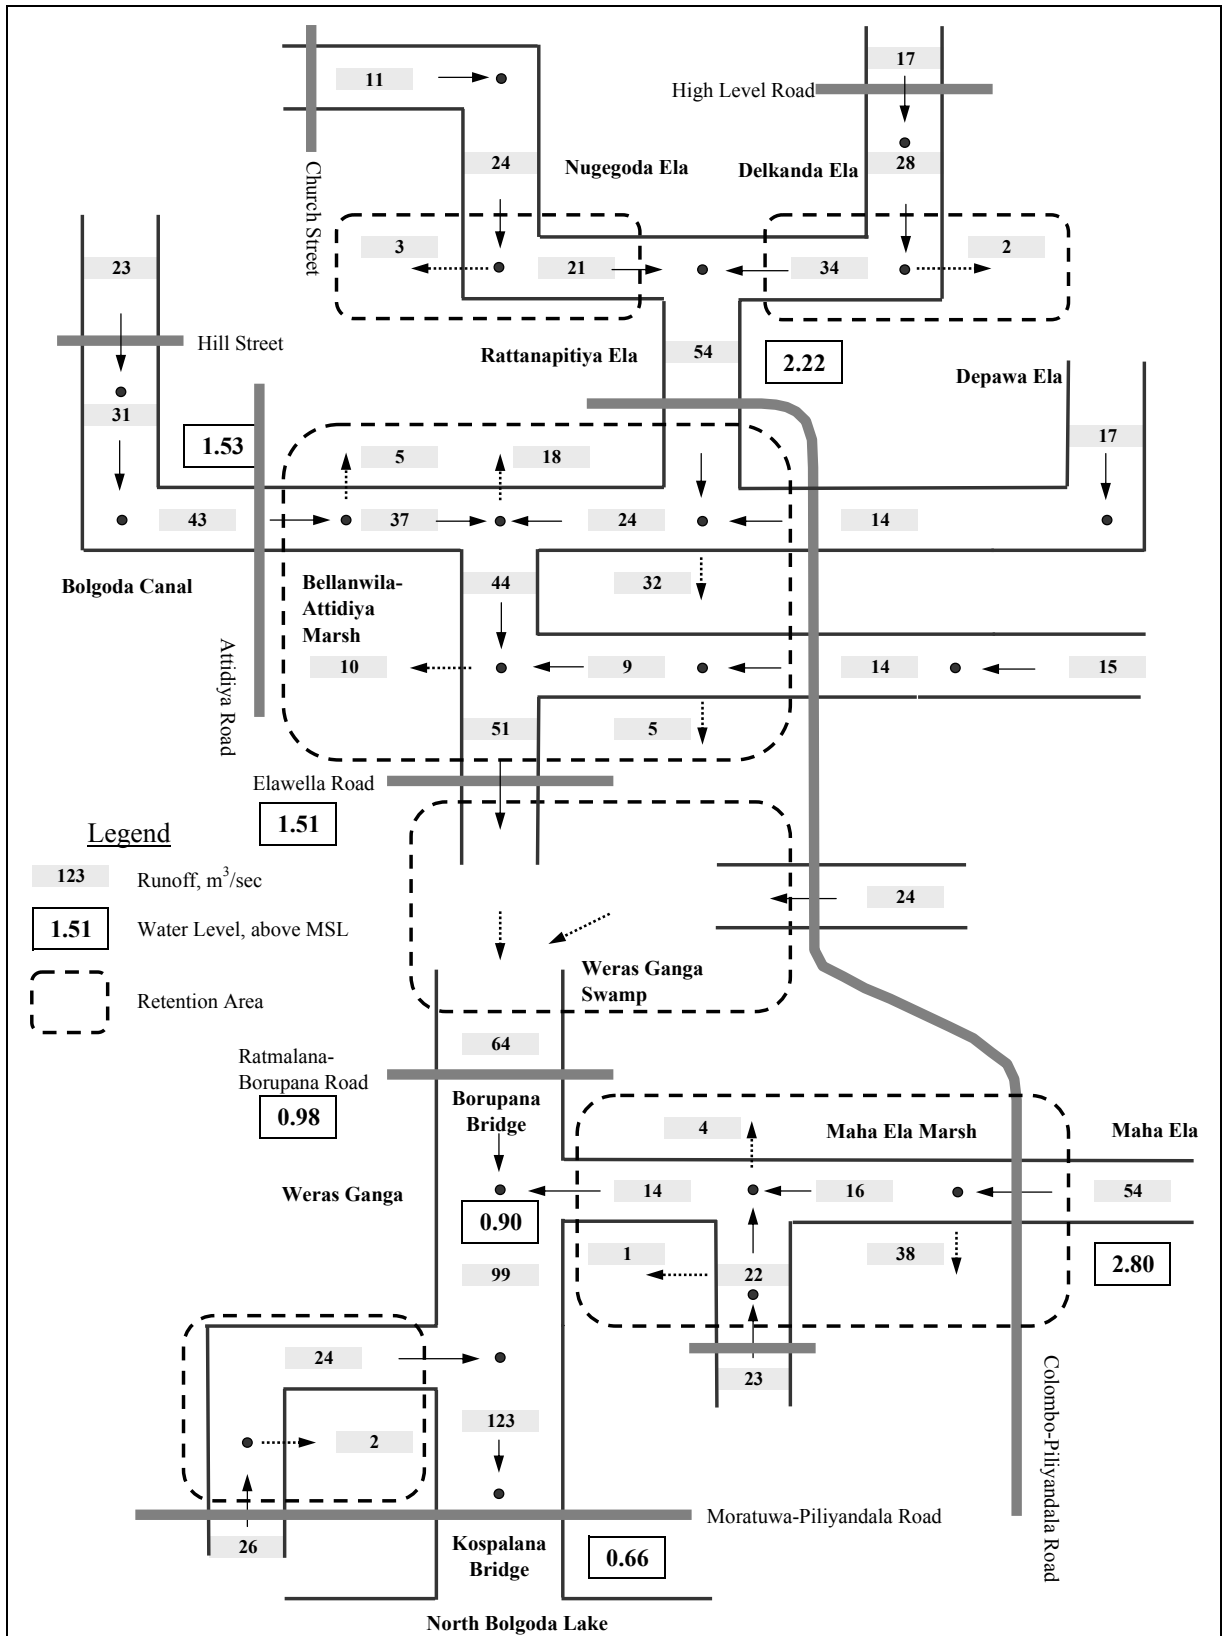 17
11
High Level Road
24
Nugegoda Ela
Delkanda Ela
28
Church Street
3
21
34
2
23
Hill Street
Rattanapitiya Ela
54
2.22
Depawa Ela
31
1.53
5
18
17
43
37
24
14
Bolgoda Canal
Bellanwila-
Attidiya
Marsh
44
32
Attidiya Road
10
9
14
15
51
5
Elawella Road
1.51
Legend
123
Runoff, m³/sec
24
1.51
Water Level, above MSL
Weras Ganga
Swamp
Retention Area
64
Ratmalana-
Borupana Road
0.98
Borupana
Bridge
4
Maha Ela Marsh
Maha Ela
Weras Ganga
14
16
54
0.90
1
38
2.80
99
22
24
23
Colombo-Piliyandala Road
123
2
Moratuwa-Piliyandala Road
26
Kospalana
Bridge
0.66
North Bolgoda Lake